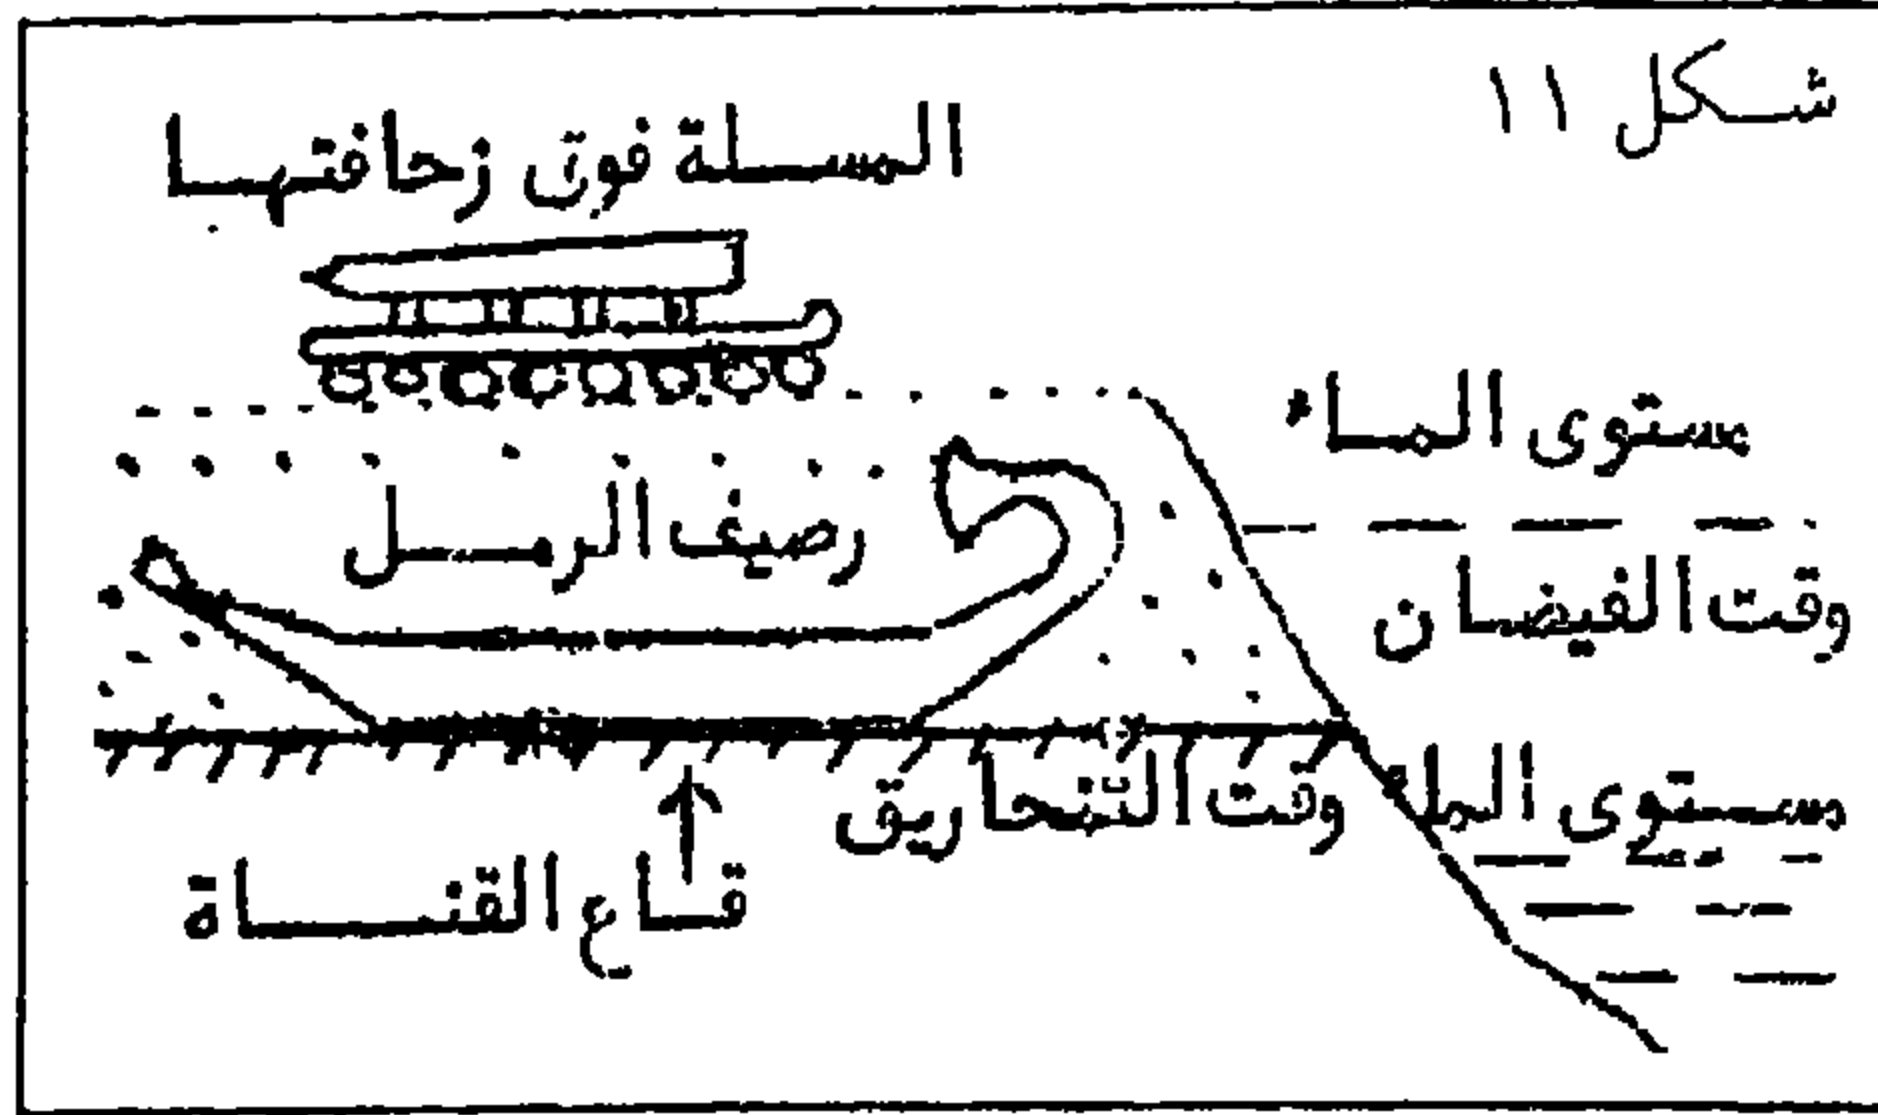 شكل ١١
المسلة فوق زحافتها
مستوى الماء
وقت الفيضان
رصيف الرمل
مستوى الماء
وقت التحاريق
قاع القناة